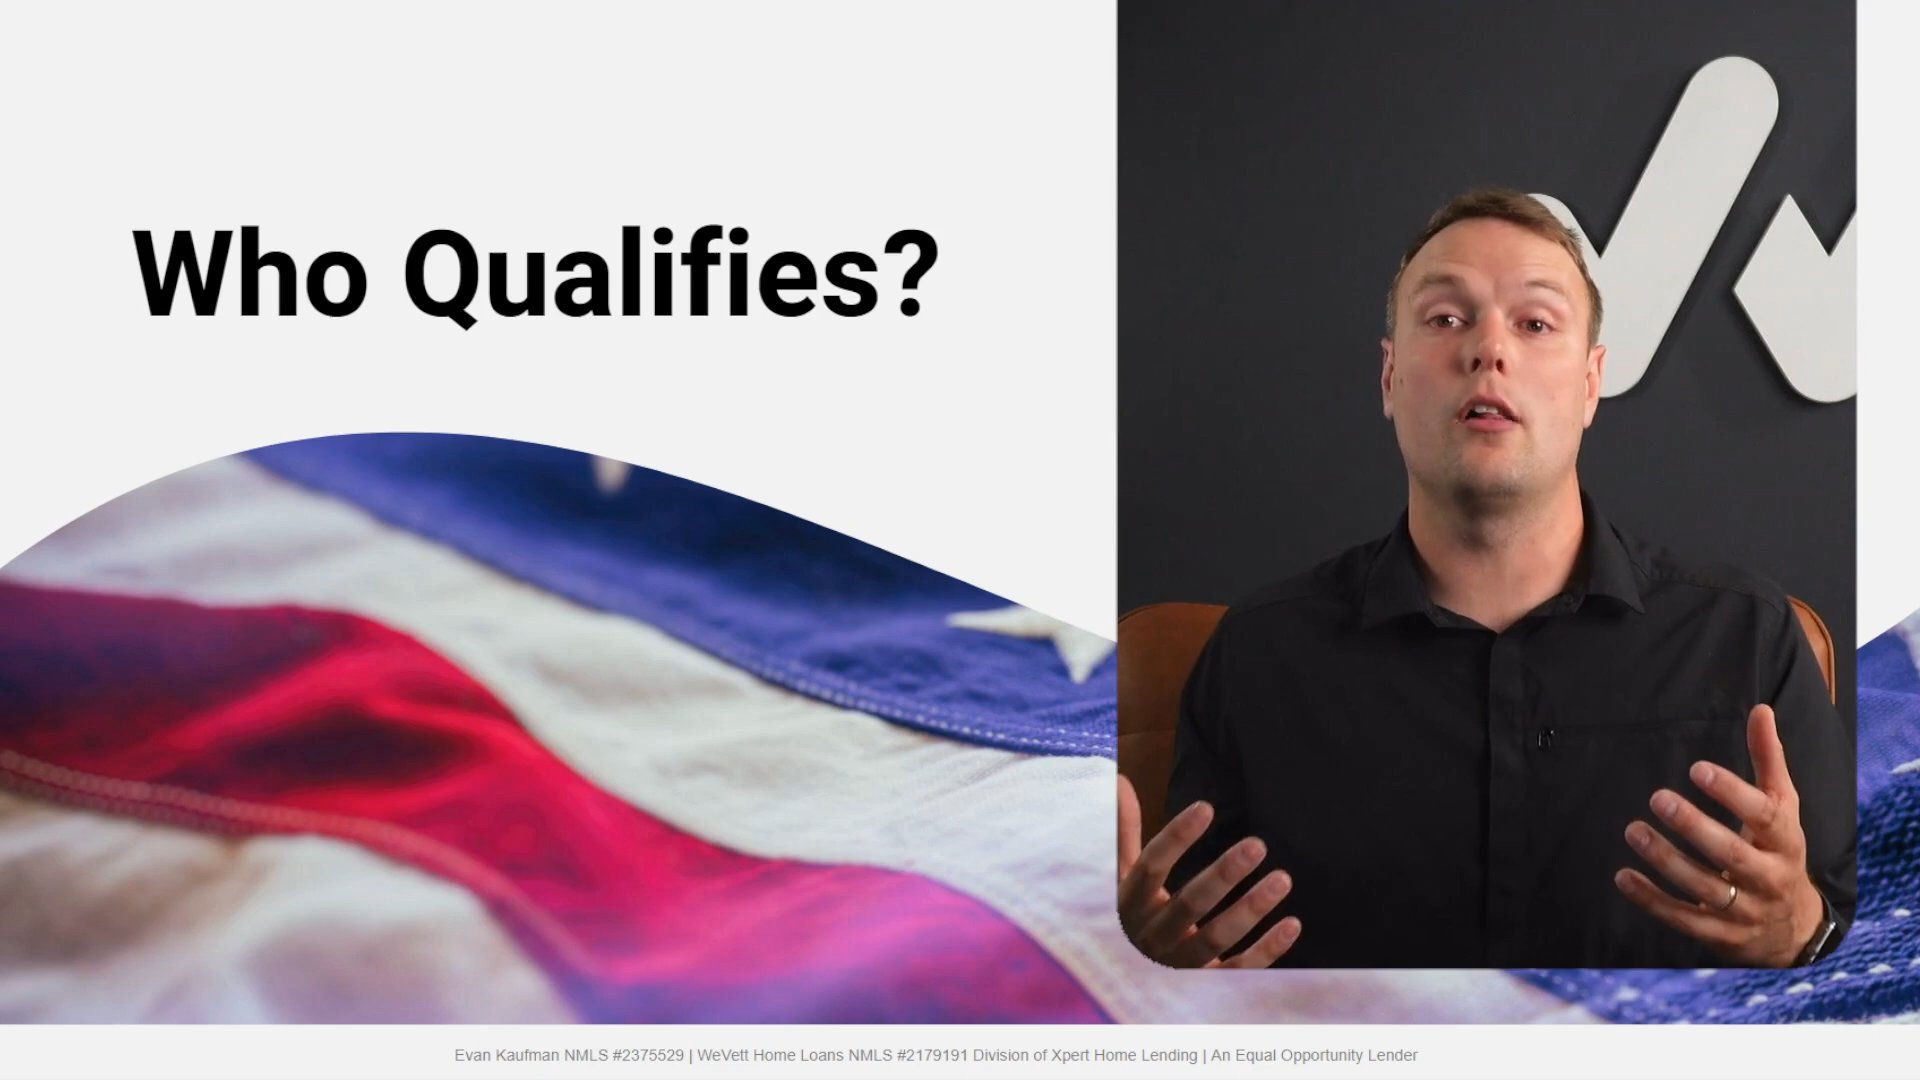 Who Qualifies?
Evan Kaufman NMLS #2375529 | WeVett Home Loans NMLS #2179191 Division of Xpert Home Lending | An Equal Opportunity Lender